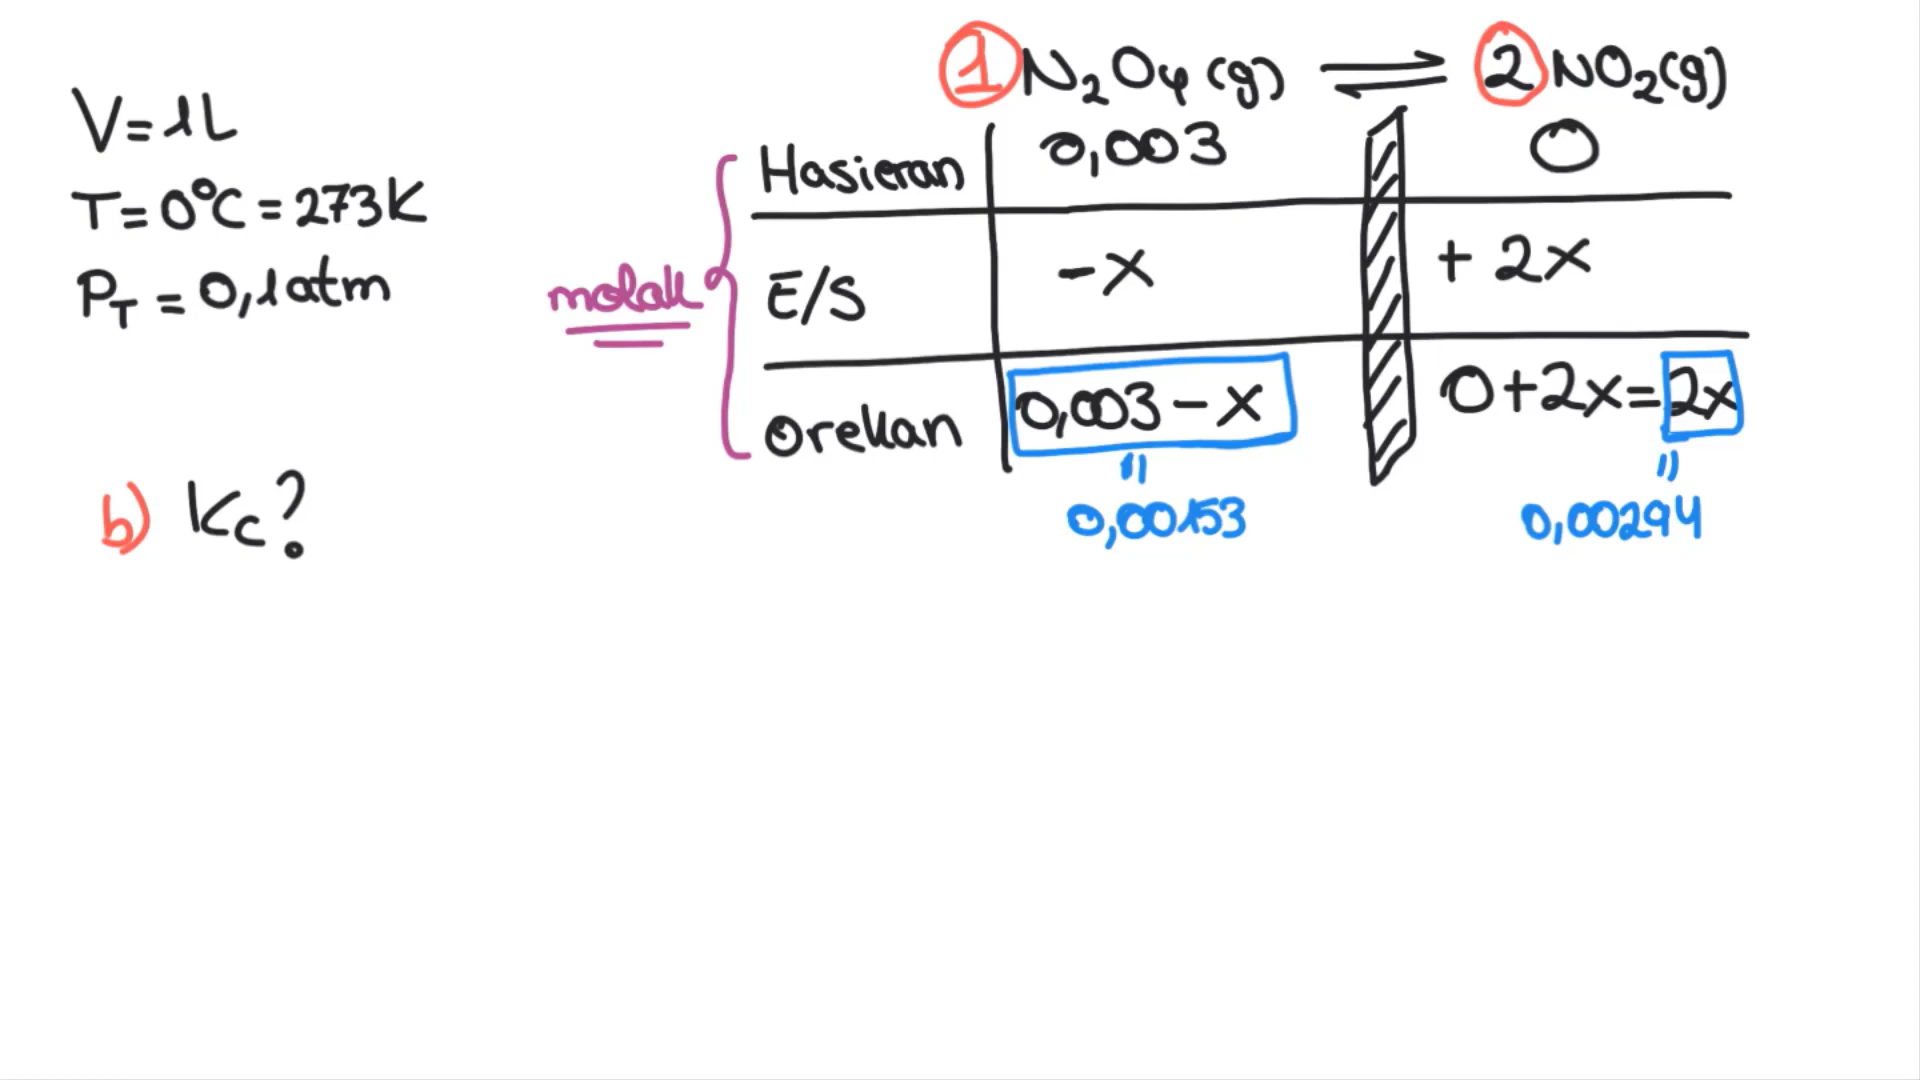 V = 1L
T = 0°C = 273K
P_T = 0,1atm
1 N₂O₄ (g) ⇌ 2 NO₂ (g)
molak
Hasieran 0,003 0
E/S -x + 2x
Orekan 0,003 - x 0+2x=2x
" "
0,00153 0,00294
b) Kc?